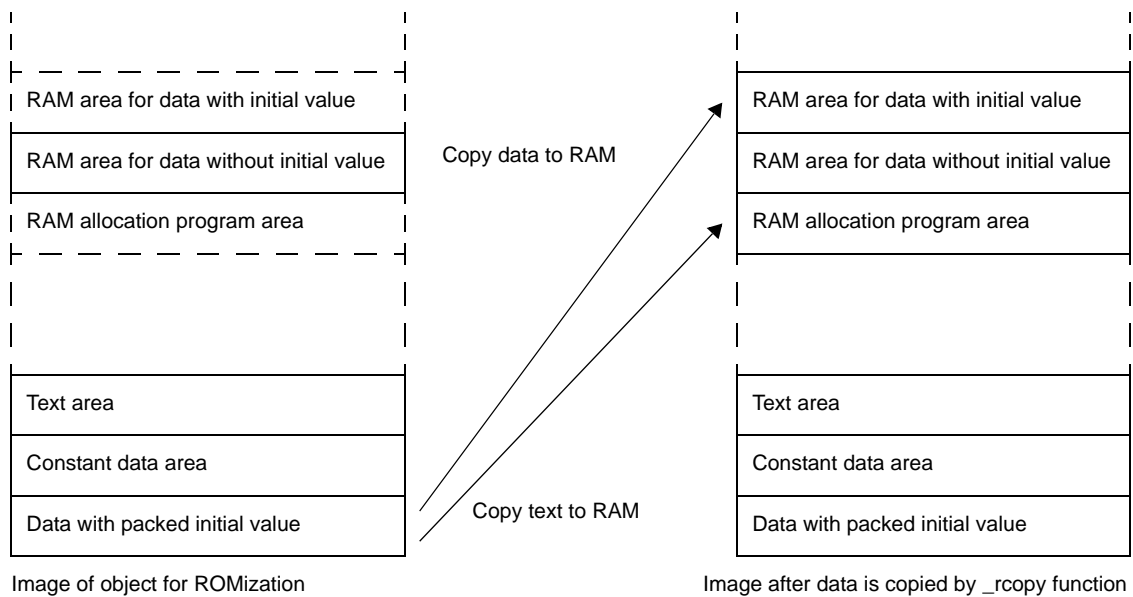 RAM area for data with initial value
RAM area for data without initial value
RAM allocation program area
Text area
Constant data area
Data with packed initial value
Image of object for ROMization
Copy data to RAM
Copy text to RAM
RAM area for data with initial value
RAM area for data without initial value
RAM allocation program area
Text area
Constant data area
Data with packed initial value
Image after data is copied by _rcopy function